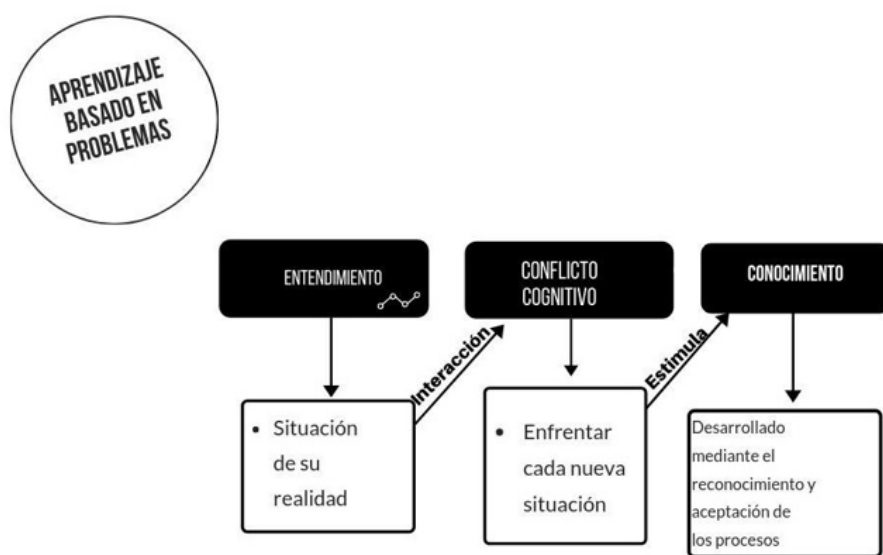 APRENDIZAJE
BASADO EN
PROBLEMAS
ENTENDIMIENTO
CONFLICTO
COGNITIVO
CONOCIMIENTO
Interacción
Estimula
• Situación
de su
realidad
• Enfrentar
cada nueva
situación
Desarrollado
mediante el
reconocimiento y
aceptación de
los procesos